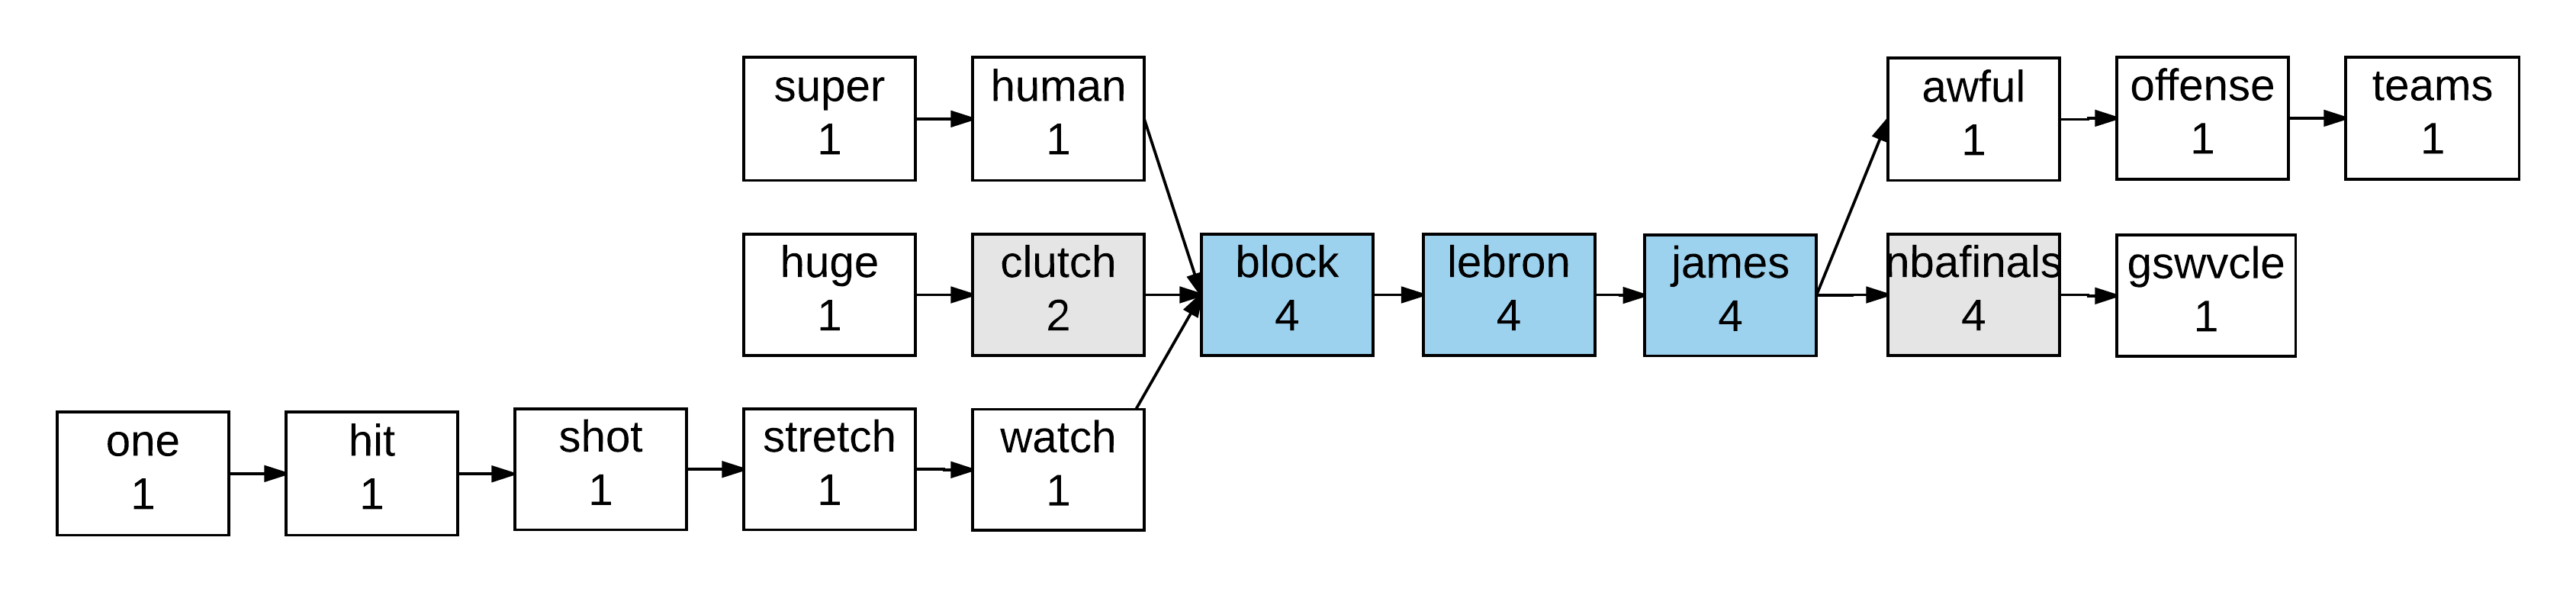 super
1
human
1
awful
1
offense
1
teams
1
huge
1
clutch
2
block
4
lebron
4
james
4
nbafinals
4
gswvcle
1
one
1
hit
1
shot
1
stretch
1
watch
1